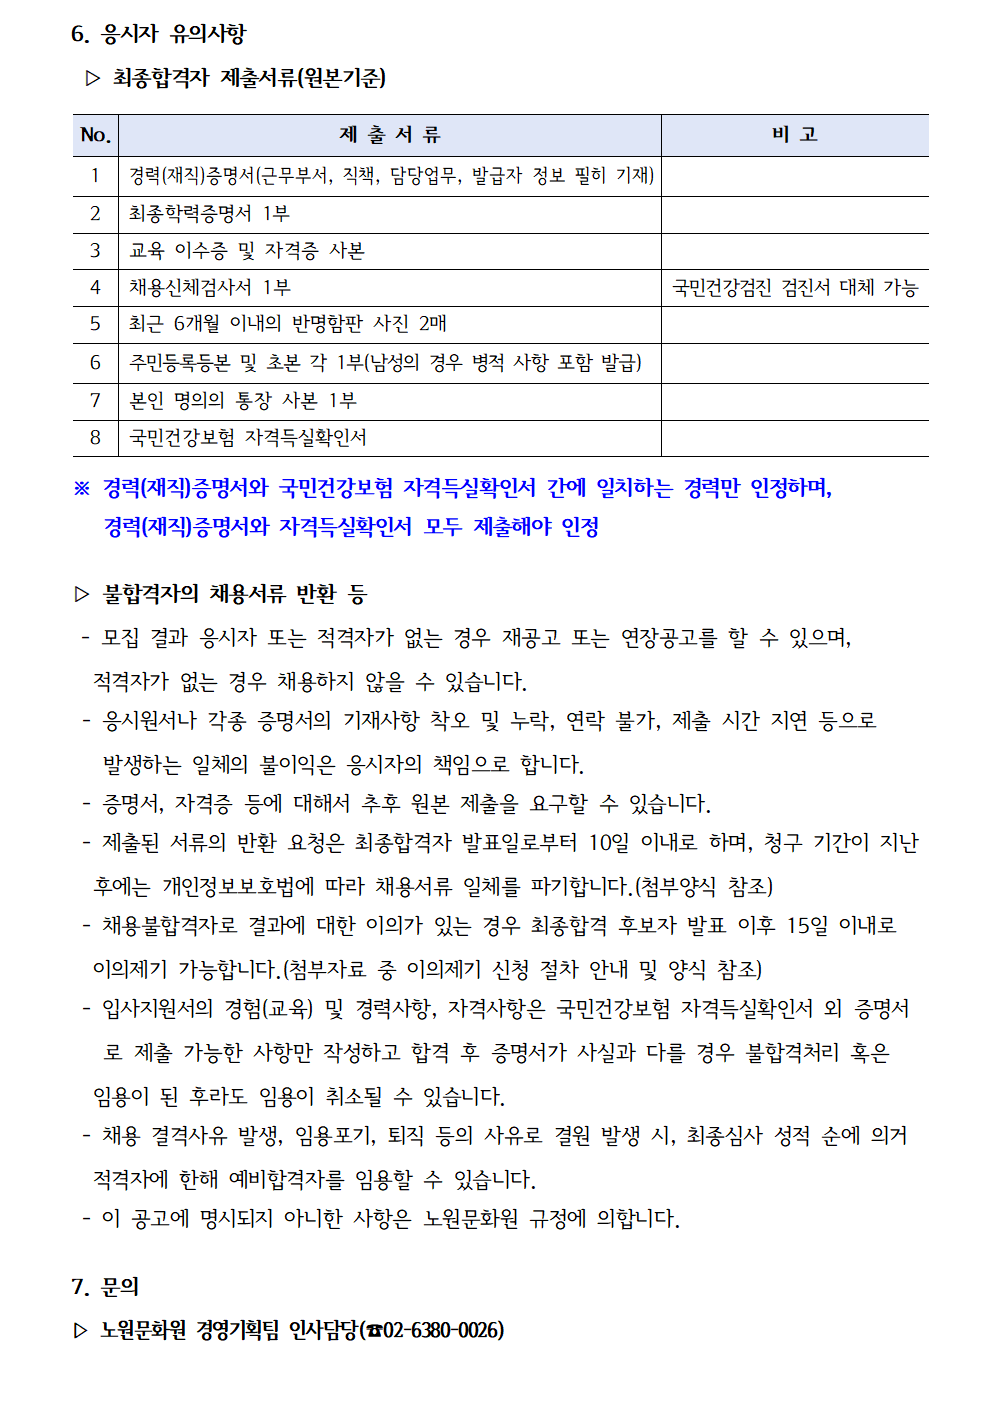 6. 응시자 유의사항
▷ 최종합격자 제출서류(원본기준)
No. 제 출 서 류 비 고
1 경력(재직)증명서(근무부서, 직책, 담당업무, 발급자 정보 필히 기재)
2 최종학력증명서 1부
3 교육 이수증 및 자격증 사본
4 채용신체검사서 1부 국민건강검진 검진서 대체 가능
5 최근 6개월 이내의 반명함판 사진 2매
6 주민등록등본 및 초본 각 1부(남성의 경우 병적 사항 포함 발급)
7 본인 명의의 통장 사본 1부
8 국민건강보험 자격득실확인서
※ 경력(재직)증명서와 국민건강보험 자격득실확인서 간에 일치하는 경력만 인정하며,
경력(재직)증명서와 자격득실확인서 모두 제출해야 인정
▷ 불합격자의 채용서류 반환 등
- 모집 결과 응시자 또는 적격자가 없는 경우 재공고 또는 연장공고를 할 수 있으며,
적격자가 없는 경우 채용하지 않을 수 있습니다.
- 응시원서나 각종 증명서의 기재사항 착오 및 누락, 연락 불가, 제출 시간 지연 등으로
발생하는 일체의 불이익은 응시자의 책임으로 합니다.
- 증명서, 자격증 등에 대해서 추후 원본 제출을 요구할 수 있습니다.
- 제출된 서류의 반환 요청은 최종합격자 발표일로부터 10일 이내로 하며, 청구 기간이 지난
후에는 개인정보보호법에 따라 채용서류 일체를 파기합니다.(첨부양식 참조)
- 채용불합격자로 결과에 대한 이의가 있는 경우 최종합격 후보자 발표 이후 15일 이내로
이의제기 가능합니다.(첨부자료 중 이의제기 신청 절차 안내 및 양식 참조)
- 입사지원서의 경험(교육) 및 경력사항, 자격사항은 국민건강보험 자격득실확인서 외 증명서
로 제출 가능한 사항만 작성하고 합격 후 증명서가 사실과 다를 경우 불합격처리 혹은
임용이 된 후라도 임용이 취소될 수 있습니다.
- 채용 결격사유 발생, 임용포기, 퇴직 등의 사유로 결원 발생 시, 최종심사 성적 순에 의거
적격자에 한해 예비합격자를 임용할 수 있습니다.
- 이 공고에 명시되지 아니한 사항은 노원문화원 규정에 의합니다.
7. 문의
▷ 노원문화원 경영기획팀 인사담당(☎02-6380-0026)